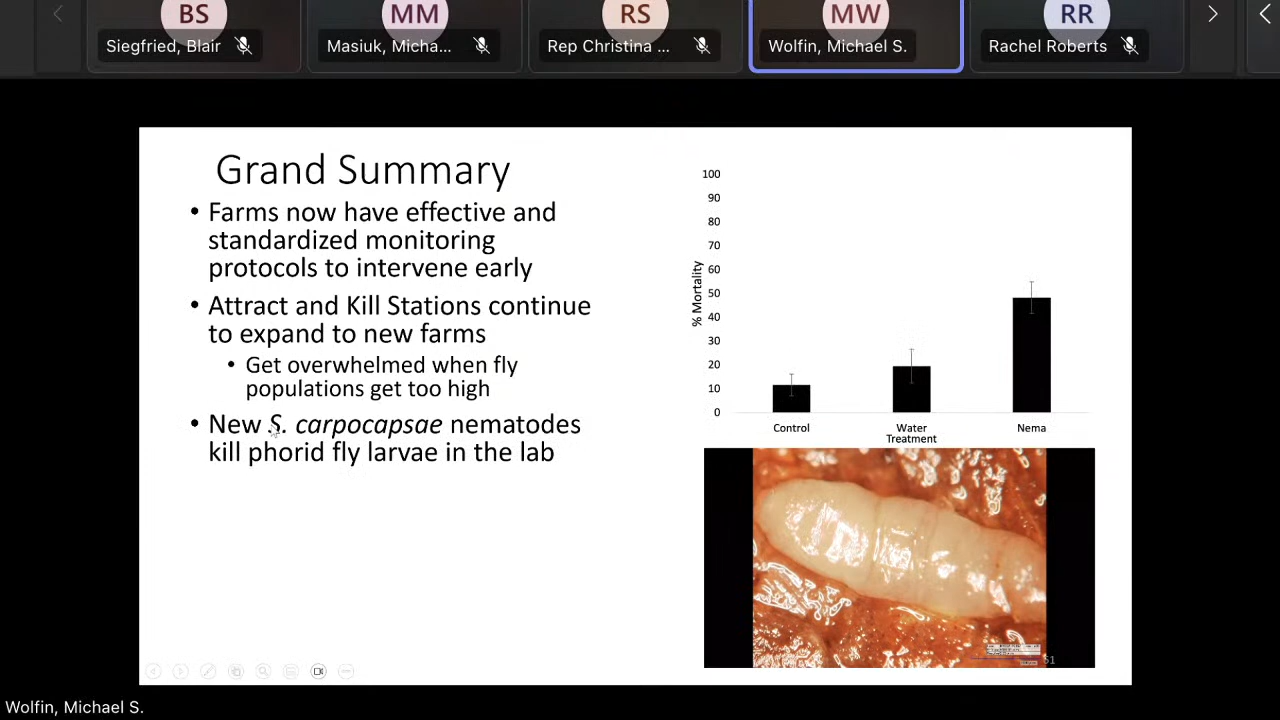 BS
MM
RS
MW
RR
Siegfried, Blair
Masiuk, Micha...
Rep Christina ...
Wolfin, Michael S.
Rachel Roberts
Grand Summary
• Farms now have effective and
standardized monitoring
protocols to intervene early
• Attract and Kill Stations continue
to expand to new farms
• Get overwhelmed when fly
populations get too high
• New S. carpocapsae nematodes
kill phorid fly larvae in the lab
% Mortality
100
90
80
70
60
50
40
30
20
10
0
Control
Water
Nema
Treatment
51
Wolfin, Michael S.